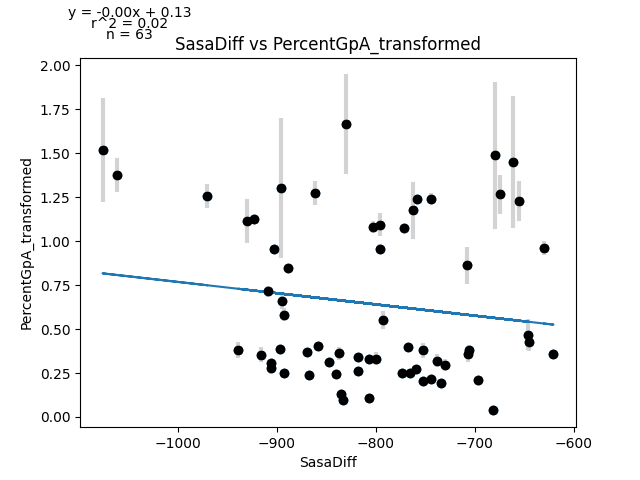 y = -0.00x + 0.13
r^2 = 0.02
n = 63
SasaDiff vs PercentGpA_transformed
2.00
1.75
1.50
1.25
1.00
0.75
0.50
0.25
0.00
PercentGpA_transformed
−1000
−900
−800
−700
−600
SasaDiff